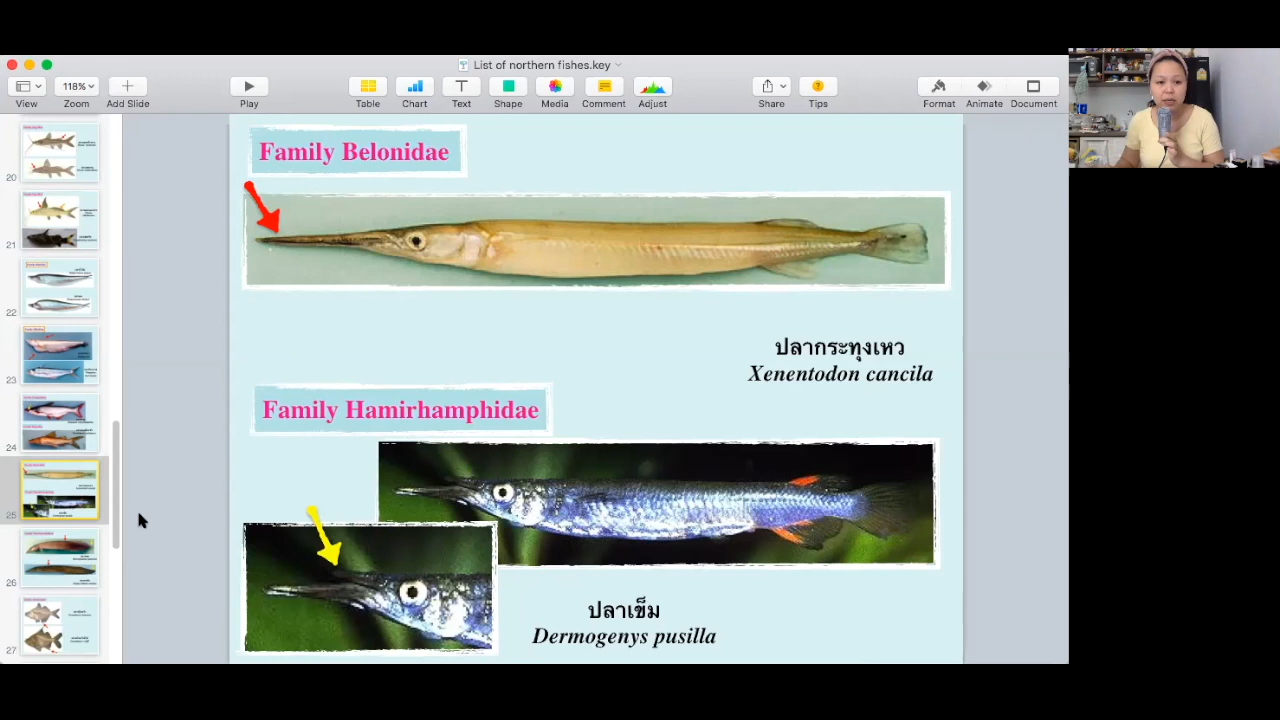 List of northern fishes.key
118%
View
Zoom
Add Slide
Play
Table
Chart
Text
Shape
Media
Comment
Adjust
Share
Tips
Format
Animate
Document
20
21
22
23
24
25
26
27
Family Belonidae
ปลากระทุงเหว
Xenentodon cancila
Family Hamirhamphidae
ปลาเข็ม
Dermogenys pusilla